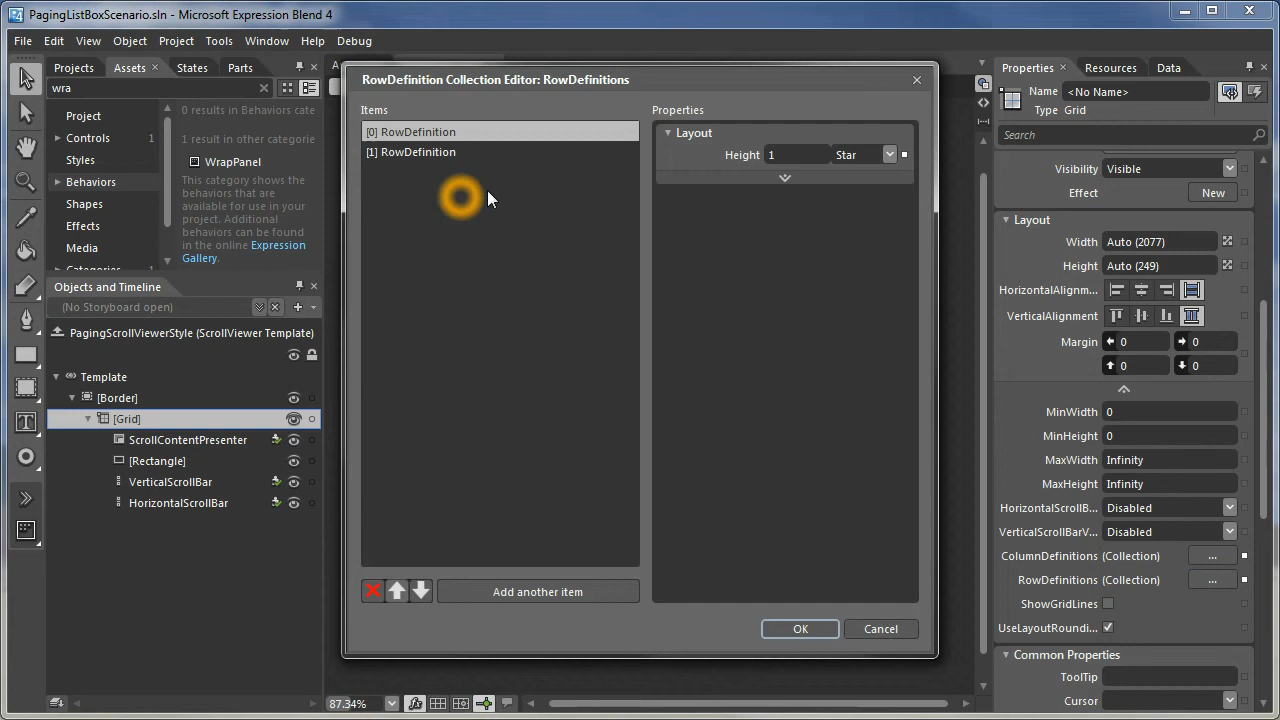 PagingListBoxScenario.sln - Microsoft Expression Blend 4
File Edit View Object Project Tools Window Help Debug
Projects Assets States Parts
wra
Project
Controls 1
Styles
Behaviors
Shapes
Effects
Media
0 results in Behaviors cate
1 result in other categorie
WrapPanel
This category shows the
behaviors that are
available for use in your
project. Additional
behaviors can be found
in the online Expression
Gallery.
Objects and Timeline
(No Storyboard open)
PagingScrollViewerStyle (ScrollViewer Template)
Template
[Border]
[Grid]
ScrollContentPresenter
[Rectangle]
VerticalScrollBar
HorizontalScrollBar
RowDefinition Collection Editor: RowDefinitions
Items
[0] RowDefinition
[1] RowDefinition
Add another item
Properties
Layout
Height 1 Star
OK Cancel
87.34%
Properties Resources Data
Name <No Name>
Type Grid
Search
Visibility Visible
Effect New
Layout
Width Auto (2077)
Height Auto (249)
HorizontalAlignm...
VerticalAlignment
Margin 0 0
0 0
MinWidth 0
MinHeight 0
MaxWidth Infinity
MaxHeight Infinity
HorizontalScrollB... Disabled
VerticalScrollBarV... Disabled
ColumnDefinitions (Collection) ...
RowDefinitions (Collection) ...
ShowGridLines
UseLayoutRoundi...
Common Properties
ToolTip
Cursor